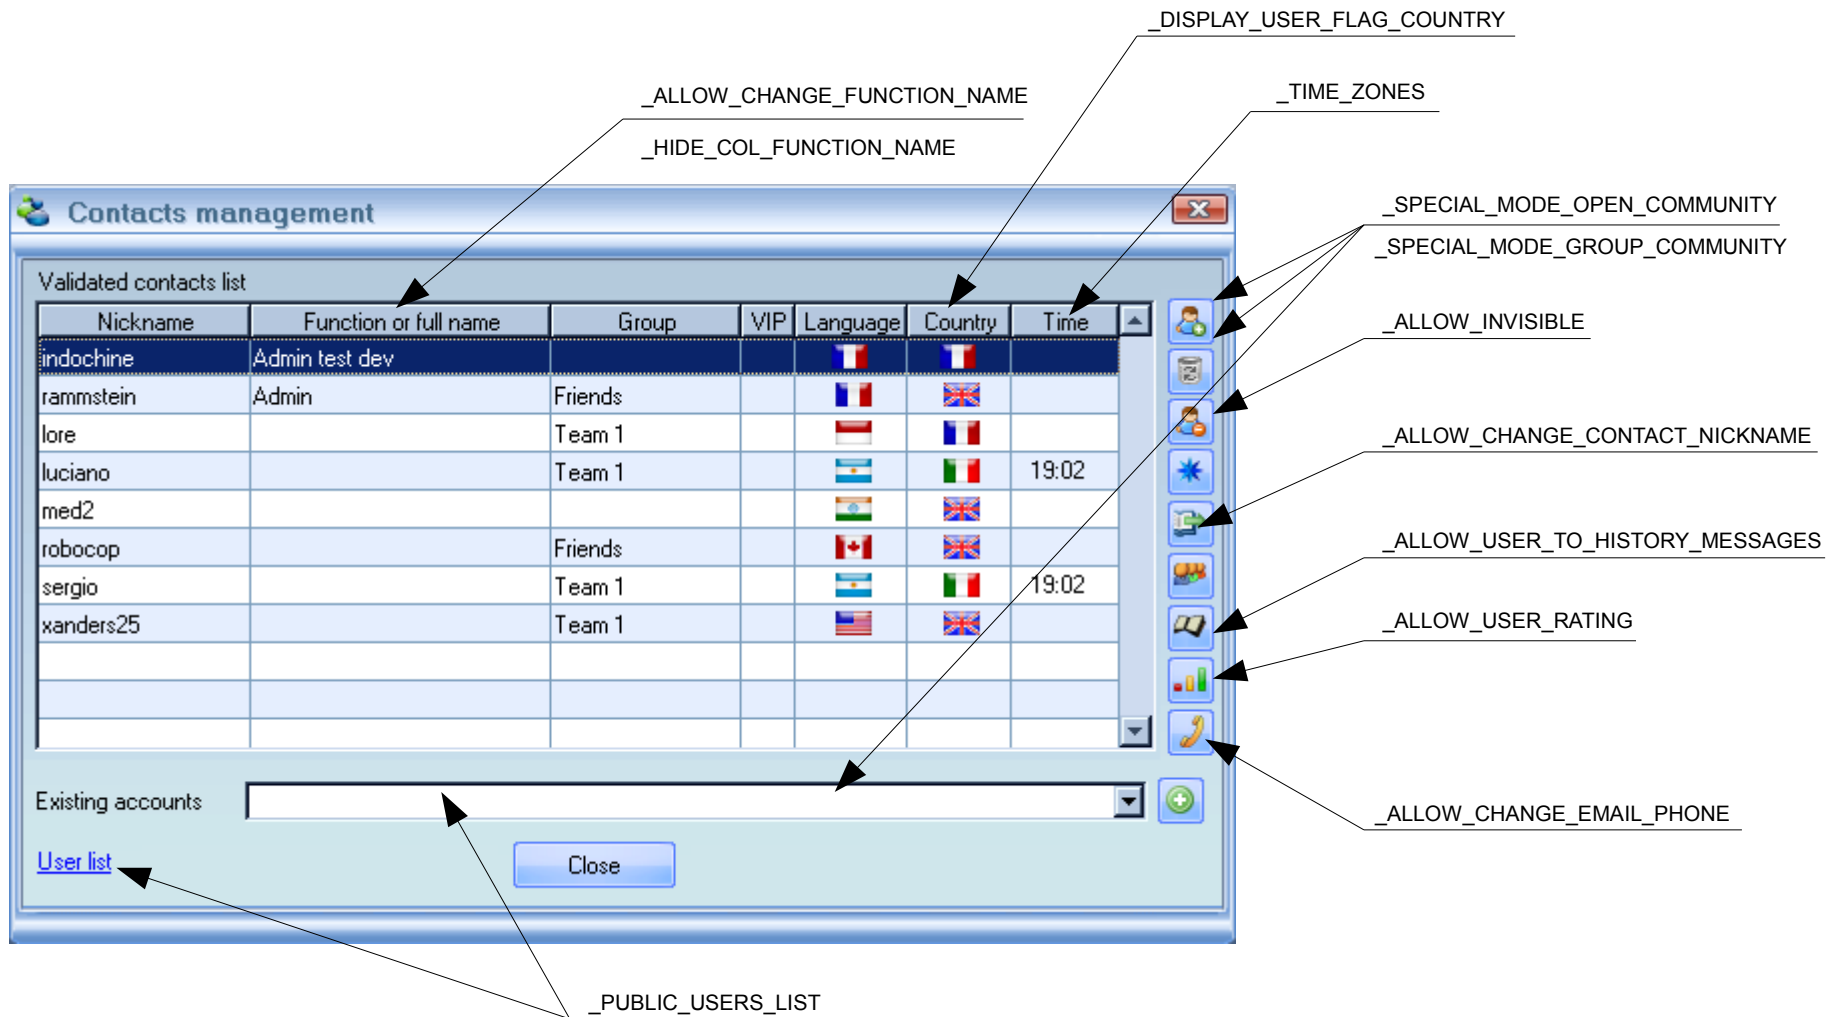 _DISPLAY_USER_FLAG_COUNTRY
_ALLOW_CHANGE_FUNCTION_NAME
_TIME_ZONES
_HIDE_COL_FUNCTION_NAME
Contacts management
_SPECIAL_MODE_OPEN_COMMUNITY
_SPECIAL_MODE_GROUP_COMMUNITY
Validated contacts list
Nickname Function or full name Group VIP Language Country Time
_ALLOW_INVISIBLE
indochine Admin test dev
rammstein Admin Friends
lore Team 1
_ALLOW_CHANGE_CONTACT_NICKNAME
luciano Team 1 19:02
med2
robocop Friends
_ALLOW_USER_TO_HISTORY_MESSAGES
sergio Team 1 19:02
xanders25 Team 1
_ALLOW_USER_RATING
Existing accounts
_ALLOW_CHANGE_EMAIL_PHONE
User list Close
_PUBLIC_USERS_LIST